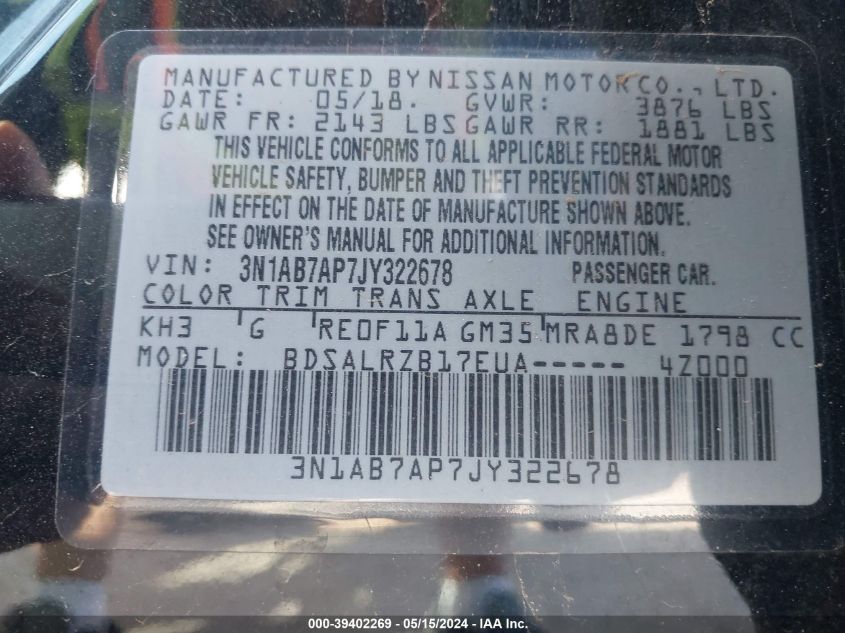 MANUFACTURED BY NISSAN MOTOR CO., LTD.
DATE: 05/18. GVWR: 3876 LBS
GAWR FR: 2143 LBS GAWR RR: 1881 LBS
THIS VEHICLE CONFORMS TO ALL APPLICABLE FEDERAL MOTOR
VEHICLE SAFETY, BUMPER AND THEFT PREVENTION STANDARDS
IN EFFECT ON THE DATE OF MANUFACTURE SHOWN ABOVE.
SEE OWNER'S MANUAL FOR ADDITIONAL INFORMATION.
VIN: 3N1AB7AP7JY322678 PASSENGER CAR.
COLOR TRIM TRANS AXLE ENGINE
KH3 G RE0F11A GM35 MRA8DE 1798 CC
MODEL: BDSALRZB17EUA----- 4Z000
3N1AB7AP7JY322678
000-39402269 - 05/15/2024 - IAA Inc.